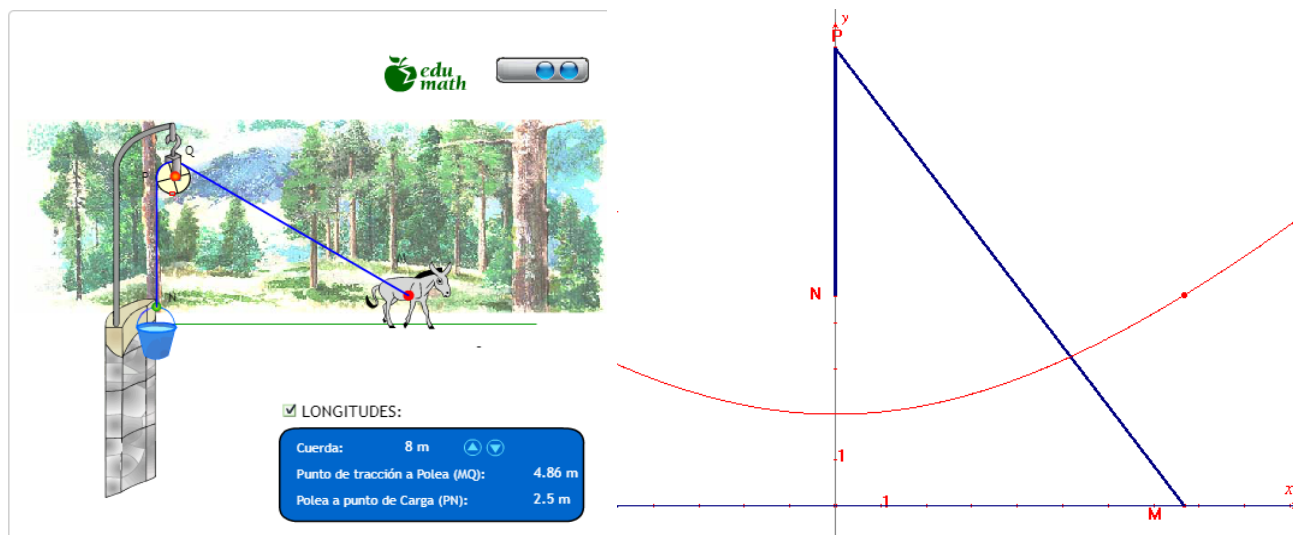 edu
math
Q
P
M
N
LONGITUDES:
Cuerda: 8 m
Punto de tracción a Polea (MQ): 4.86 m
Polea a punto de Carga (PN): 2.5 m
y
P
N
1
1
x
M